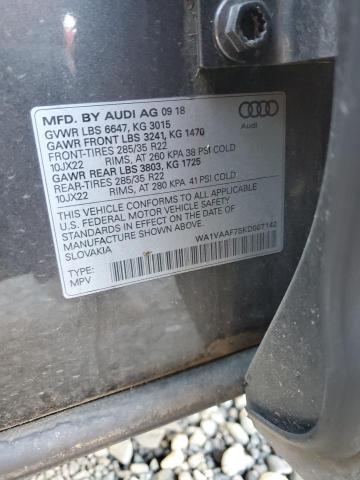 MFD. BY AUDI AG 09 18
GVWR LBS 6647, KG 3015
GAWR FRONT LBS 3241, KG 1470
FRONT-TIRES 285/35 R22
10JX22 RIMS, AT 260 KPA 38 PSI COLD
GAWR REAR LBS 3803, KG 1725
REAR-TIRES 285/35 R22
10JX22 RIMS, AT 280 KPA 41 PSI COLD
Audi
THIS VEHICLE CONFORMS TO ALL APPLICABLE
U.S. FEDERAL MOTOR VEHICLE SAFETY
STANDARDS IN EFFECT ON THE DATE OF
MANUFACTURE SHOWN ABOVE.
SLOVAKIA
WA1VAAF75KD007142
TYPE:
MPV